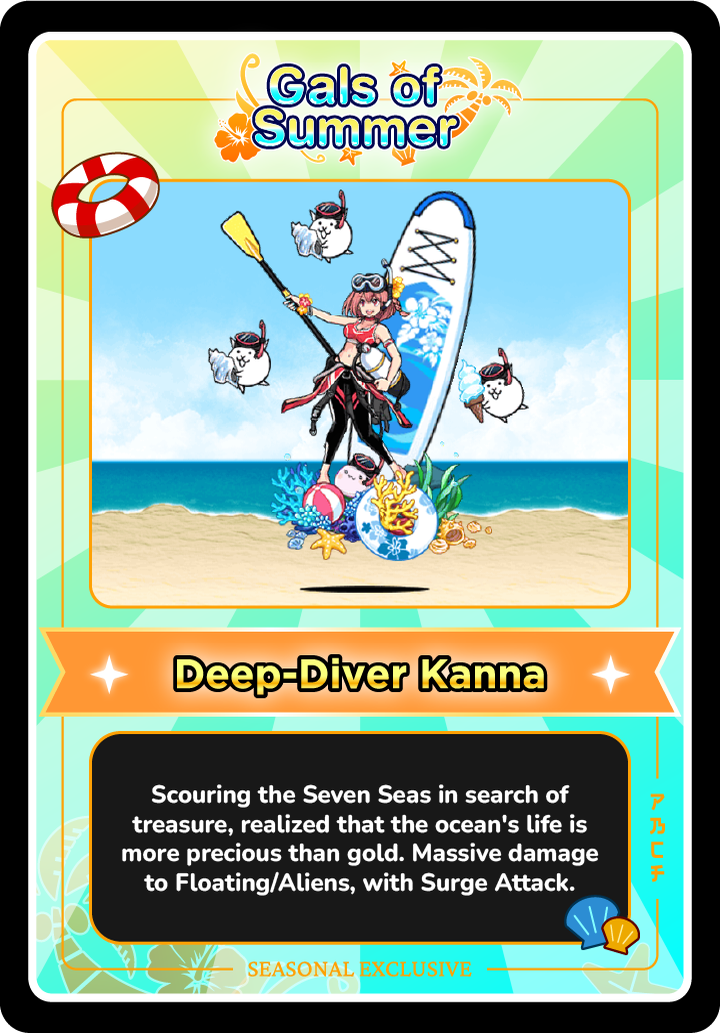 Gals of
Summer
Deep-Diver Kanna
Scouring the Seven Seas in search of
treasure, realized that the ocean's life is
more precious than gold. Massive damage
to Floating/Aliens, with Surge Attack.
SEASONAL EXCLUSIVE